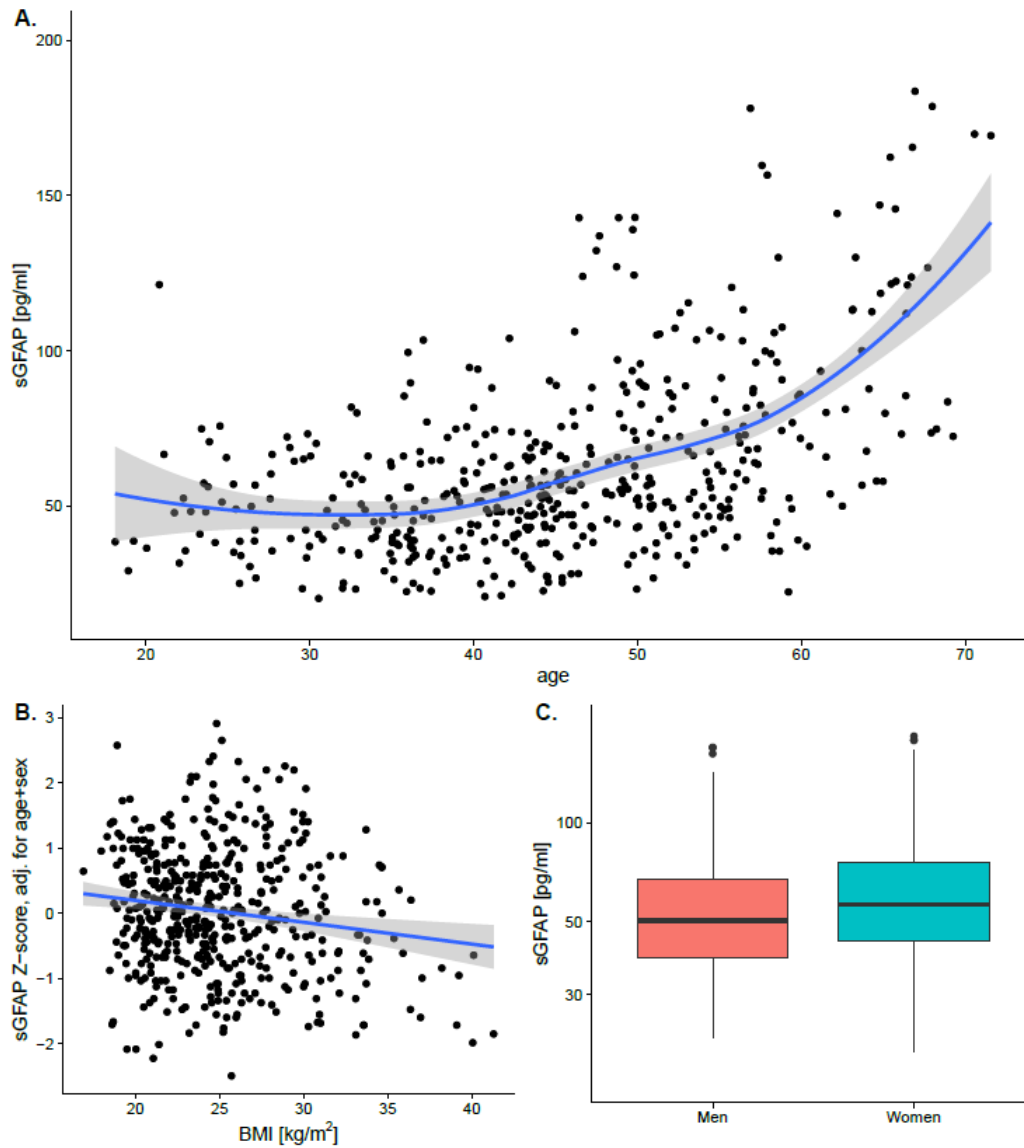 A.
sGFAP [pg/ml]
200
150
100
50
20 30 40 50 60 70
age
B.
sGFAP Z−score, adj. for age+sex
3
2
1
0
−1
−2
20 25 30 35 40
BMI [kg/m²]
C.
sGFAP [pg/ml]
100
50
30
Men Women